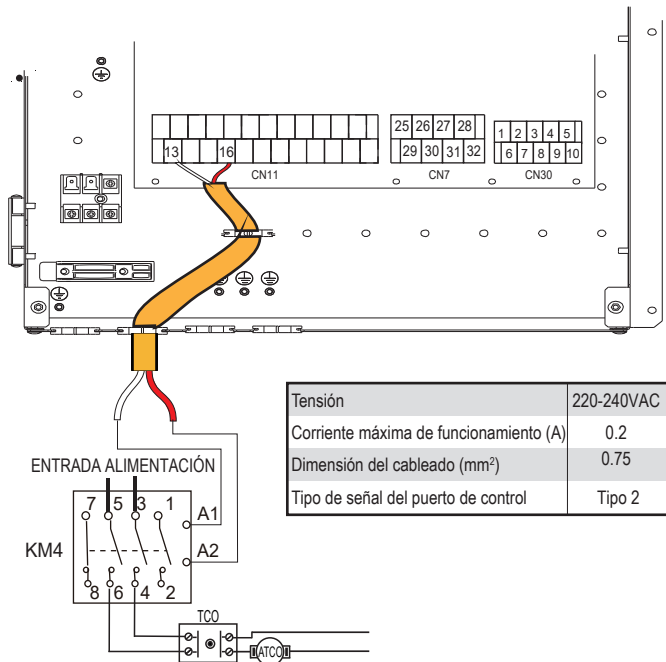 25 26 27 28
1 2 3 4 5
13 16
29 30 31 32
6 7 8 9 10
CN11
CN7
CN30
Tensión 220-240VAC
Corriente máxima de funcionamiento (A) 0.2
Dimensión del cableado (mm²) 0.75
Tipo de señal del puerto de control Tipo 2
ENTRADA ALIMENTACIÓN
7 5 3 1
A1
KM4
A2
8 6 4 2
TCO
ATCO